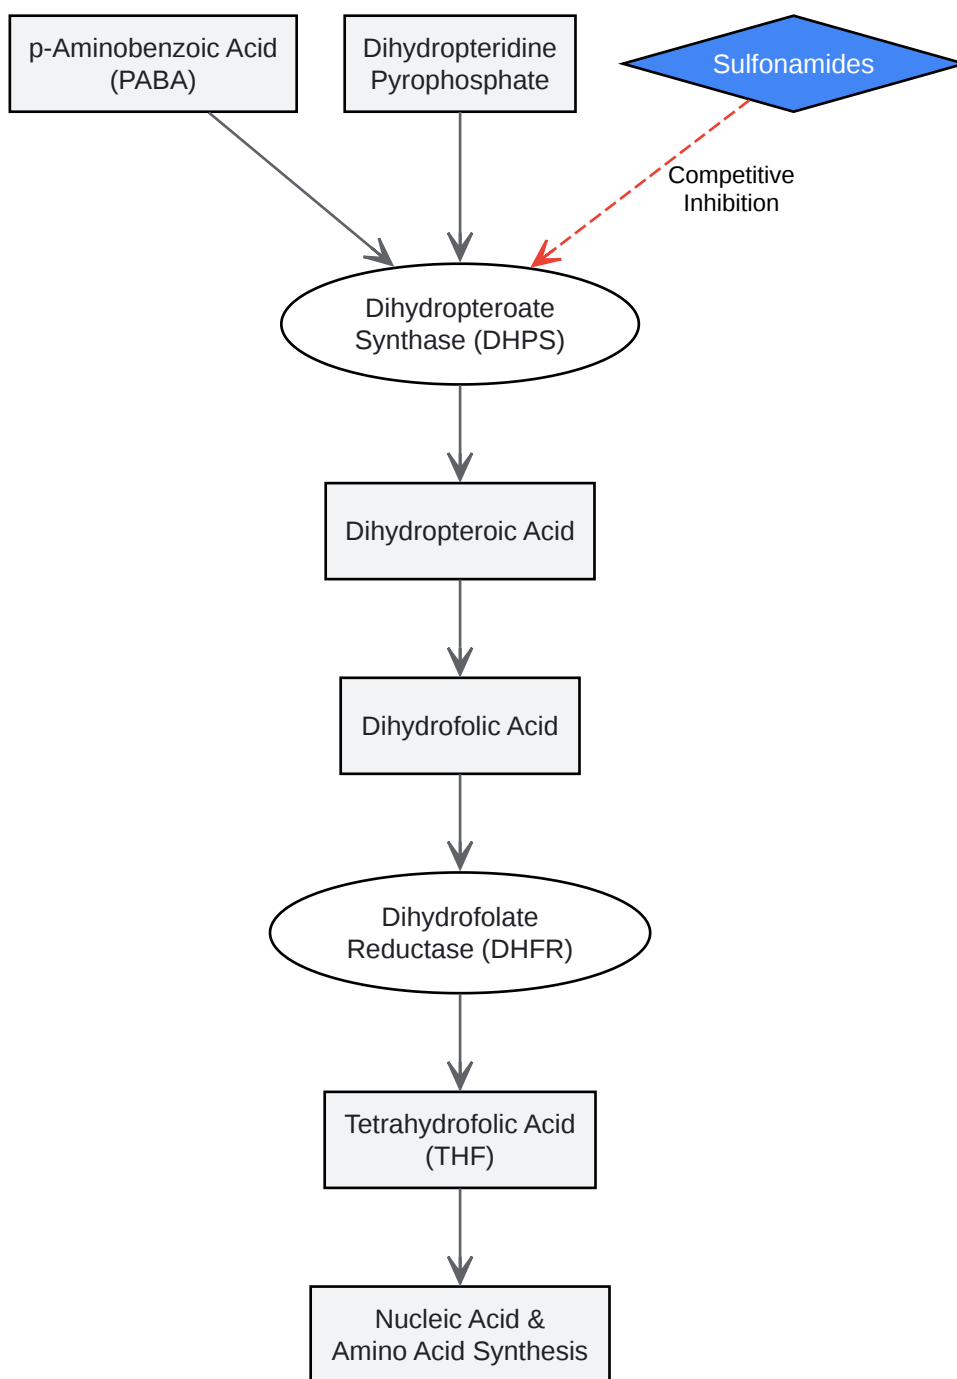 p-Aminobenzoic Acid
(PABA)
Dihydropteridine
Pyrophosphate
Sulfonamides
Competitive
Inhibition
Dihydropteroate
Synthase (DHPS)
Dihydropteroic Acid
Dihydrofolic Acid
Dihydrofolate
Reductase (DHFR)
Tetrahydrofolic Acid
(THF)
Nucleic Acid &
Amino Acid Synthesis